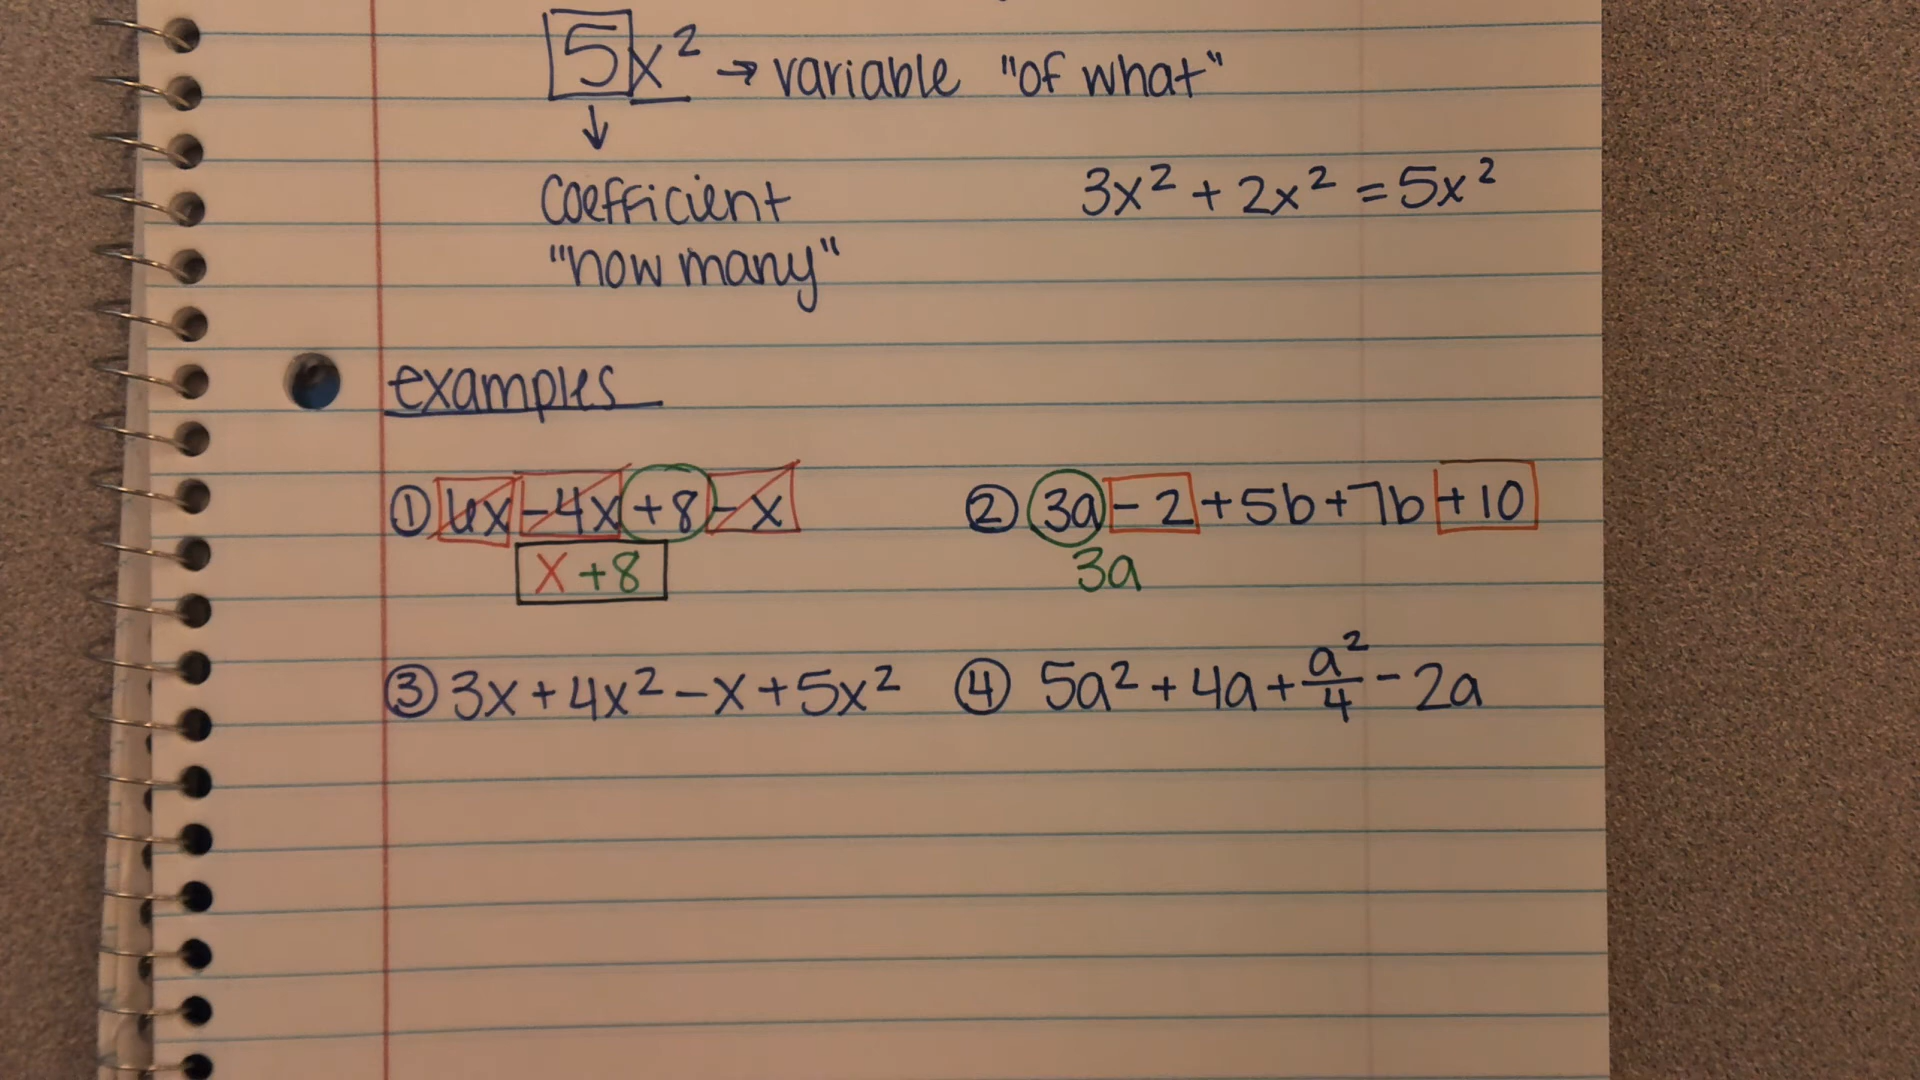 5x² → variable "of what"
↓
coefficient
3x² + 2x² = 5x²
"how many"
examples
① 6x - 4x + 8 - x
x + 8
② 3a - 2 + 5b + 7b + 10
3a
③ 3x + 4x² - x + 5x²
④ 5a² + 4a + a²/4 - 2a